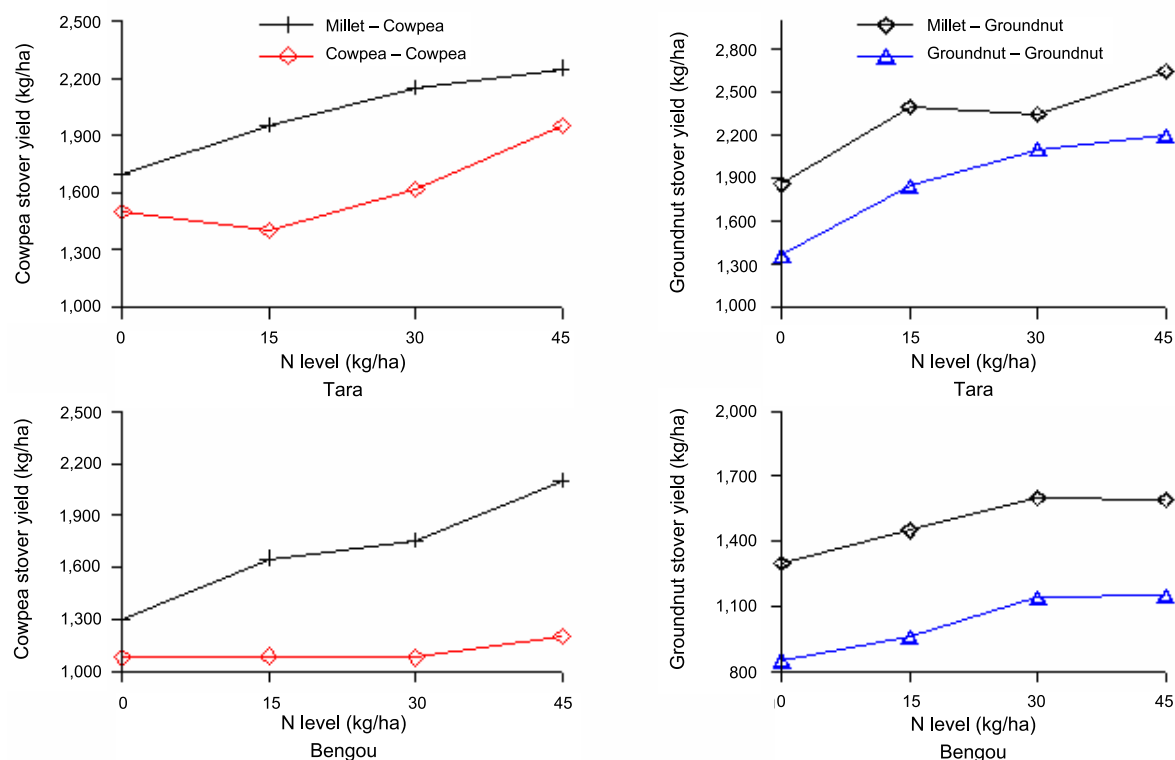 Millet – Cowpea
Cowpea – Cowpea
Cowpea stover yield (kg/ha)
2,500
2,200
1,900
1,600
1,300
1,000
0
15
30
45
N level (kg/ha)
Tara
Millet – Groundnut
Groundnut – Groundnut
Groundnut stover yield (kg/ha)
2,800
2,500
2,200
1,900
1,600
1,300
1,000
0
15
30
45
N level (kg/ha)
Tara
Cowpea stover yield (kg/ha)
2,500
2,200
1,900
1,600
1,300
1,000
0
15
30
45
N level (kg/ha)
Bengou
Groundnut stover yield (kg/ha)
2,000
1,700
1,400
1,100
800
0
15
30
45
N level (kg/ha)
Bengou